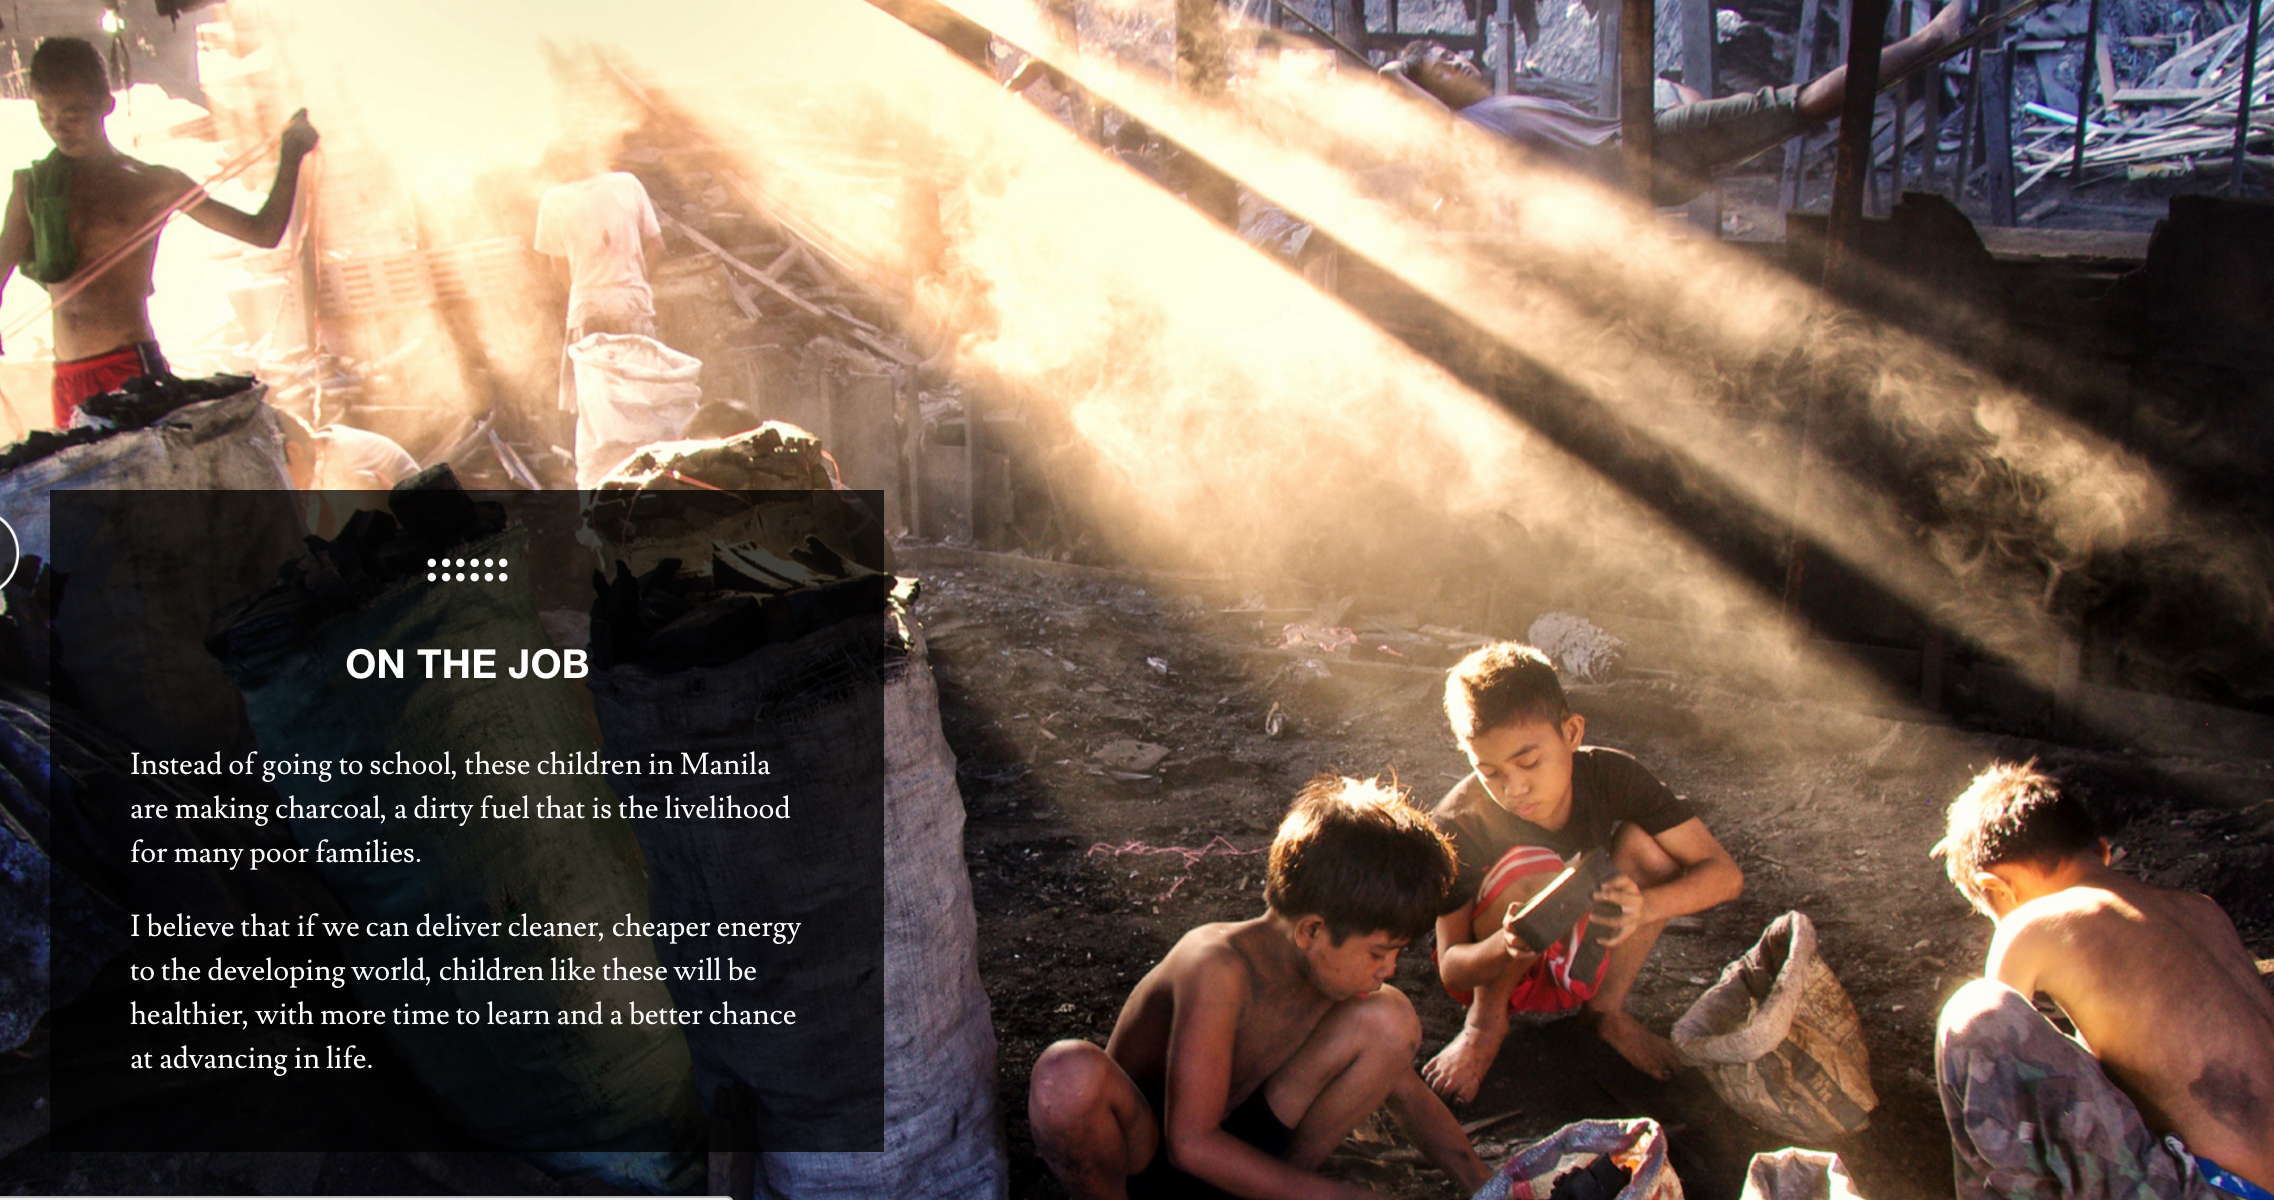 ON THE JOB
Instead of going to school, these children in Manila
are making charcoal, a dirty fuel that is the livelihood
for many poor families.
I believe that if we can deliver cleaner, cheaper energy
to the developing world, children like these will be
healthier, with more time to learn and a better chance
at advancing in life.